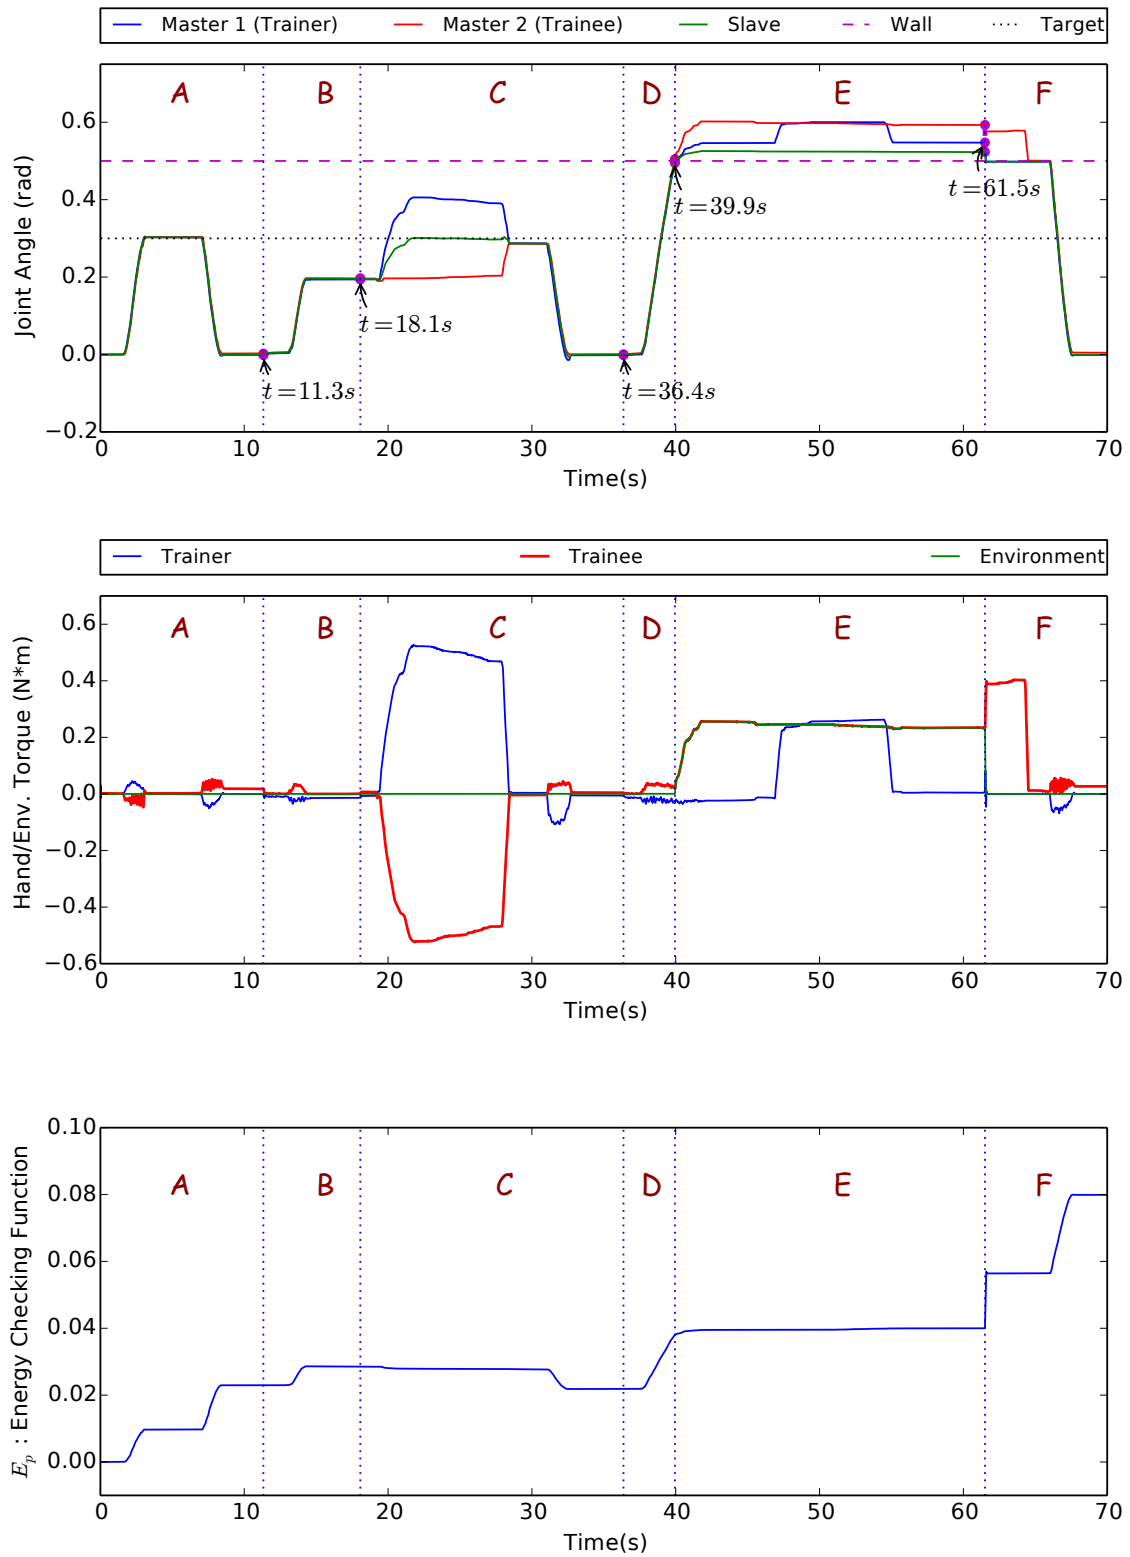 Master 1 (Trainer) Master 2 (Trainee) Slave Wall Target
A B C D E F
0.6
0.4
0.2
0.0
−0.2
t=11.3s
t=18.1s
t=36.4s
t=39.9s
t=61.5s
Joint Angle (rad)
0 10 20 30 40 50 60 70
Time(s)
Trainer Trainee Environment
A B C D E F
0.6
0.4
0.2
0.0
−0.2
−0.4
−0.6
Hand/Env. Torque (N*m)
0 10 20 30 40 50 60 70
Time(s)
A B C D E F
0.10
0.08
0.06
0.04
0.02
0.00
E_p : Energy Checking Function
0 10 20 30 40 50 60 70
Time(s)